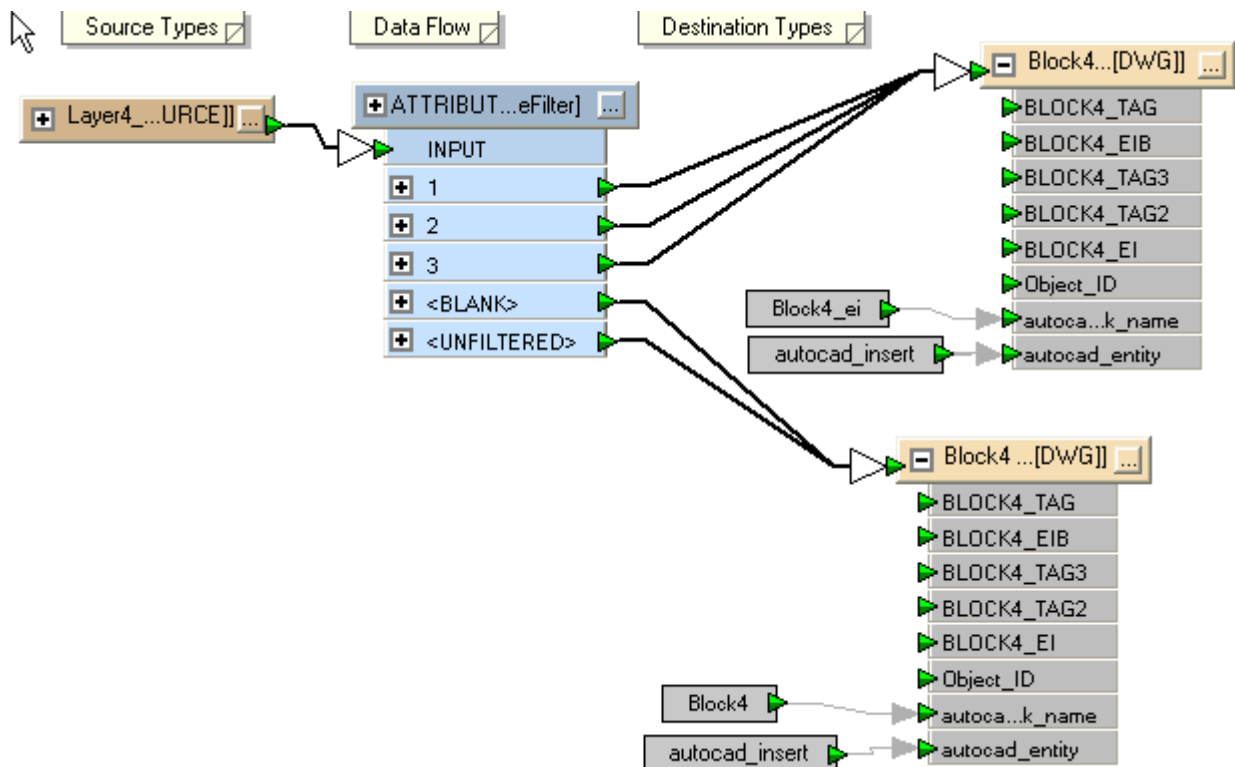 Source Types
Data Flow
Destination Types
Layer4_...URCE]] ...
ATTRIBUT...eFilter] ...
INPUT
1
2
3
<BLANK>
<UNFILTERED>
Block4...[DWG]] ...
BLOCK4_TAG
BLOCK4_EIB
BLOCK4_TAG3
BLOCK4_TAG2
BLOCK4_EI
Object_ID
Block4_ei
autoca...k_name
autocad_insert
autocad_entity
Block4 ...[DWG]] ...
BLOCK4_TAG
BLOCK4_EIB
BLOCK4_TAG3
BLOCK4_TAG2
BLOCK4_EI
Object_ID
Block4
autoca...k_name
autocad_insert
autocad_entity